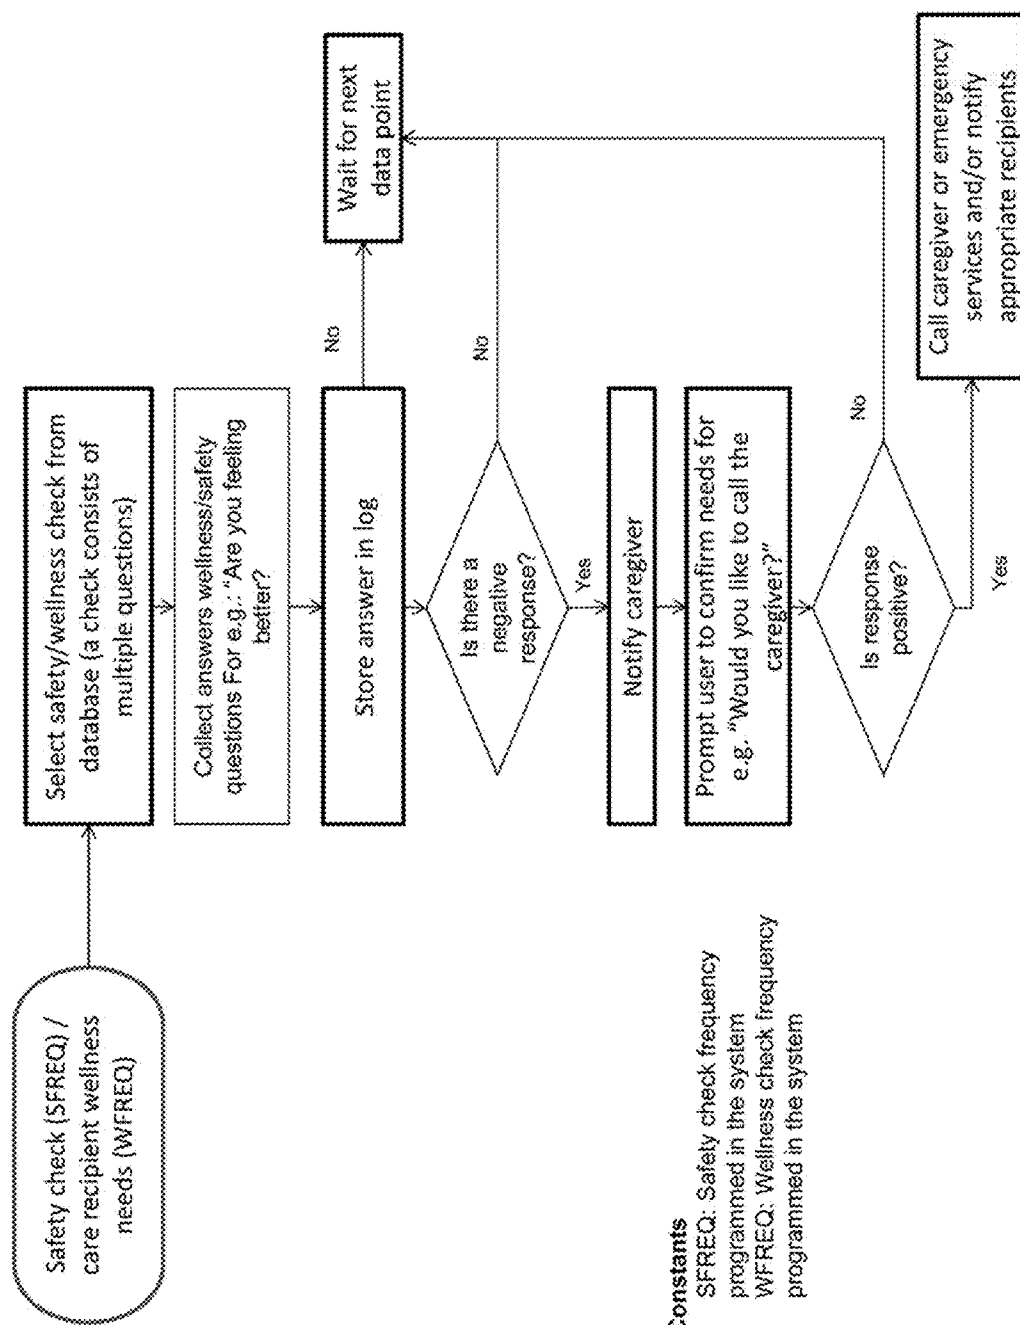 Safety check (SFREQ) /
care recipient wellness
needs (WFREQ)
Select safety/wellness check from
database (a check consists of
multiple questions)
Collect answers wellness/safety
questions For e.g.: “Are you feeling
better?
Store answer in log
No
Wait for next
data point
Is there a
negative
response?
No
Yes
Notify caregiver
Prompt user to confirm needs for
e.g. “Would you like to call the
caregiver?”
Is response
positive?
No
Yes
Call caregiver or emergency
services and/or notify
appropriate recipients
Constants
SFREQ: Safety check frequency
programmed in the system
WFREQ: Wellness check frequency
programmed in the system